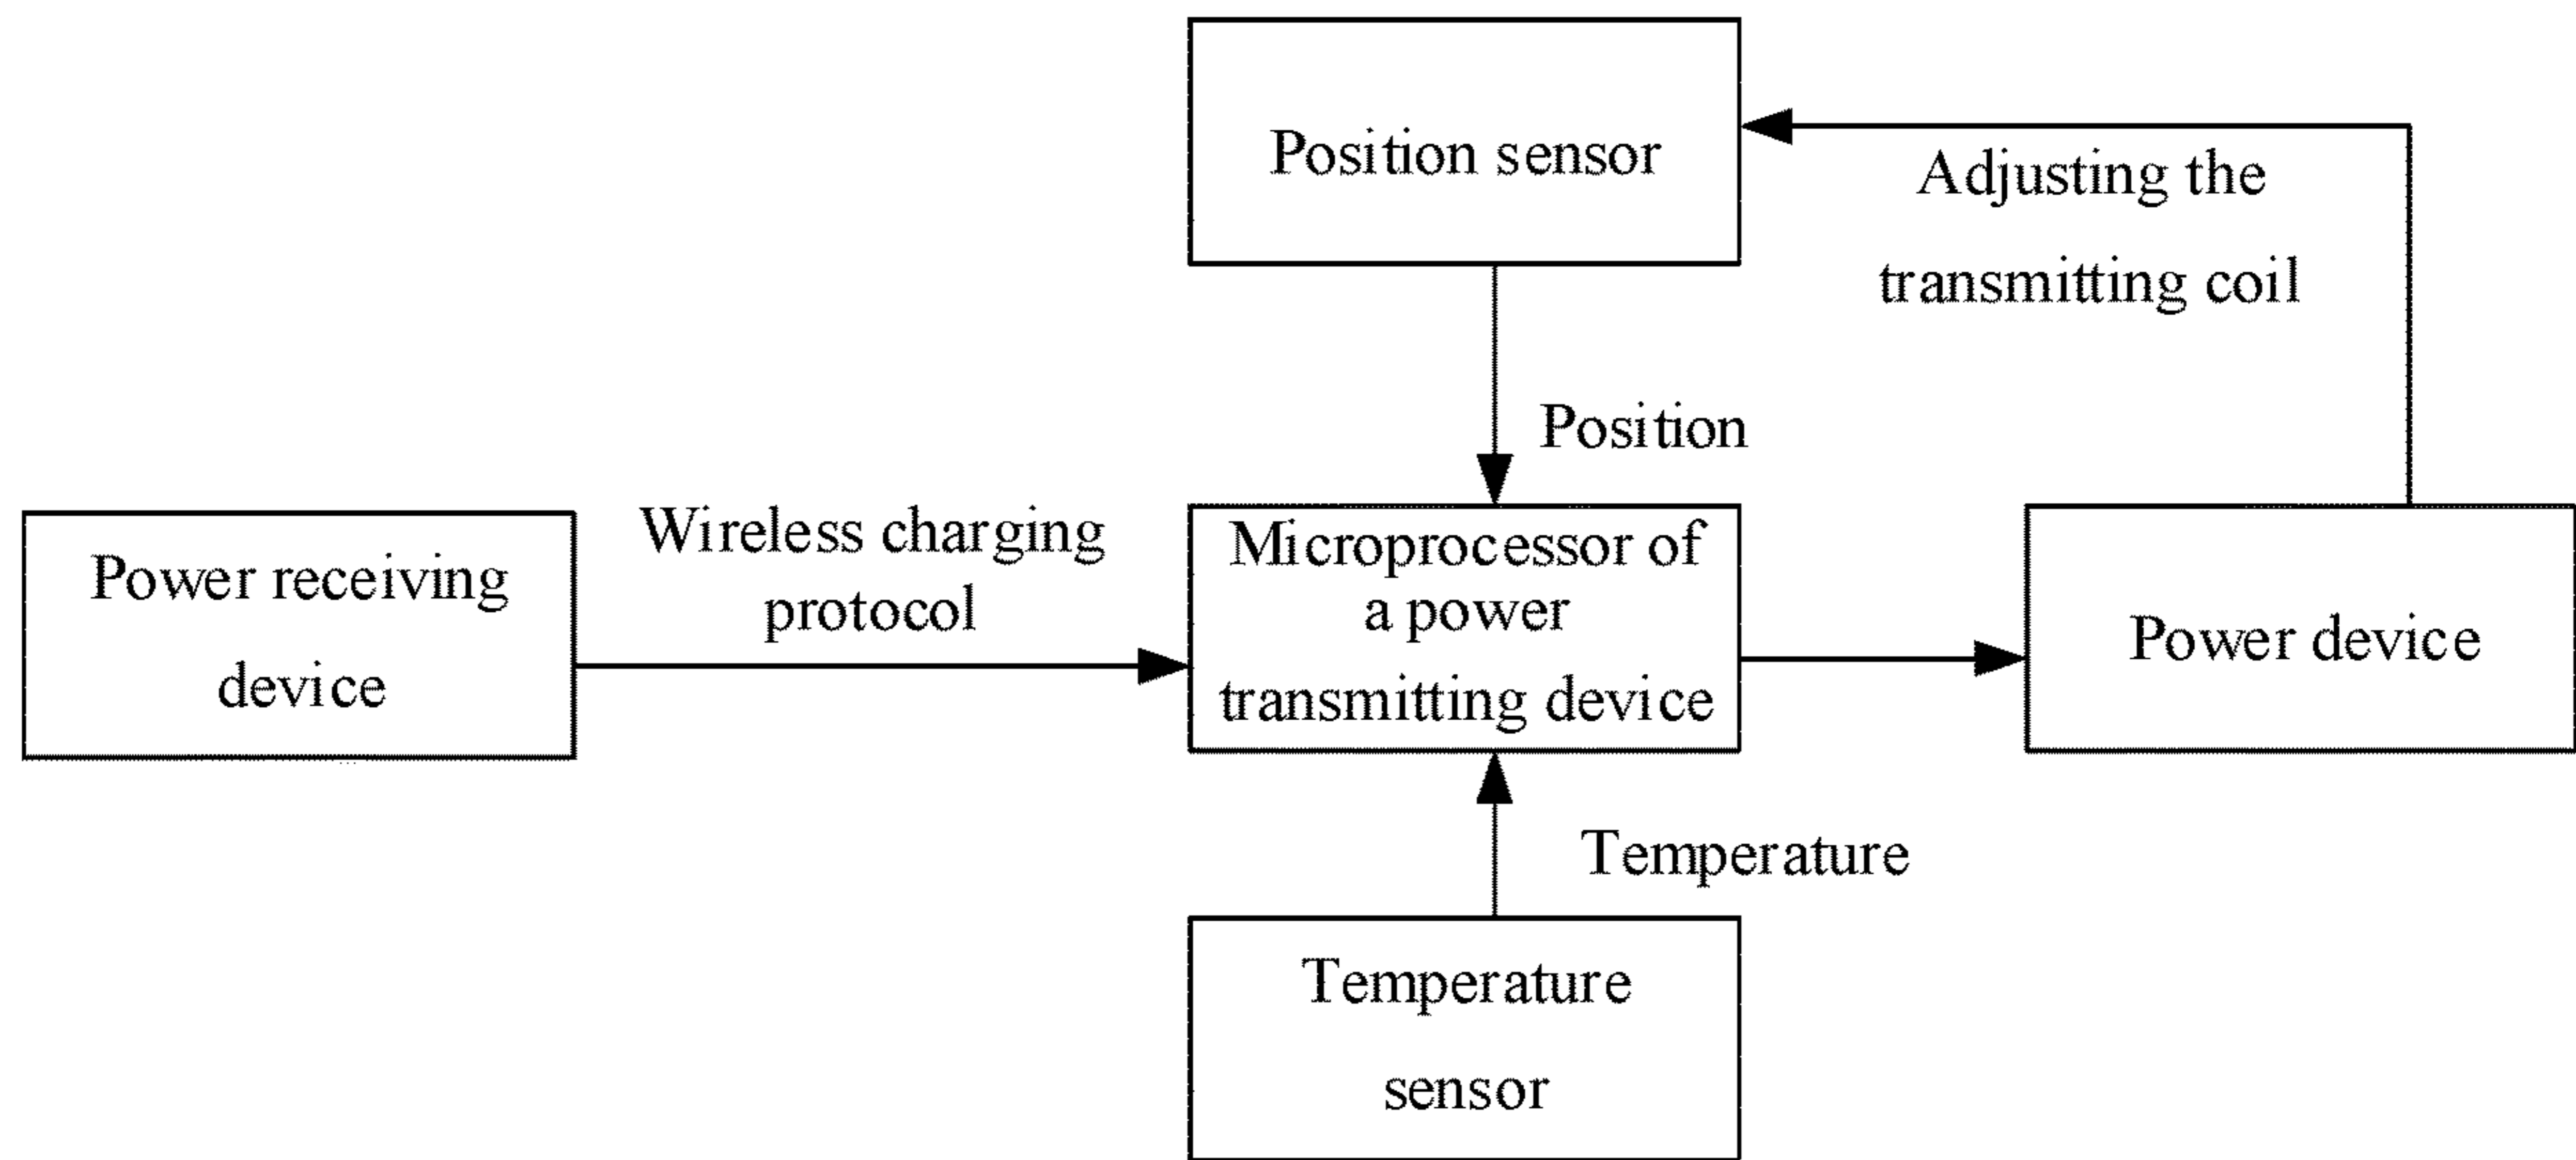 Position sensor
Adjusting the
transmitting coil
Position
Power receiving
device
Wireless charging
protocol
Microprocessor of
a power
transmitting device
Power device
Temperature
Temperature
sensor